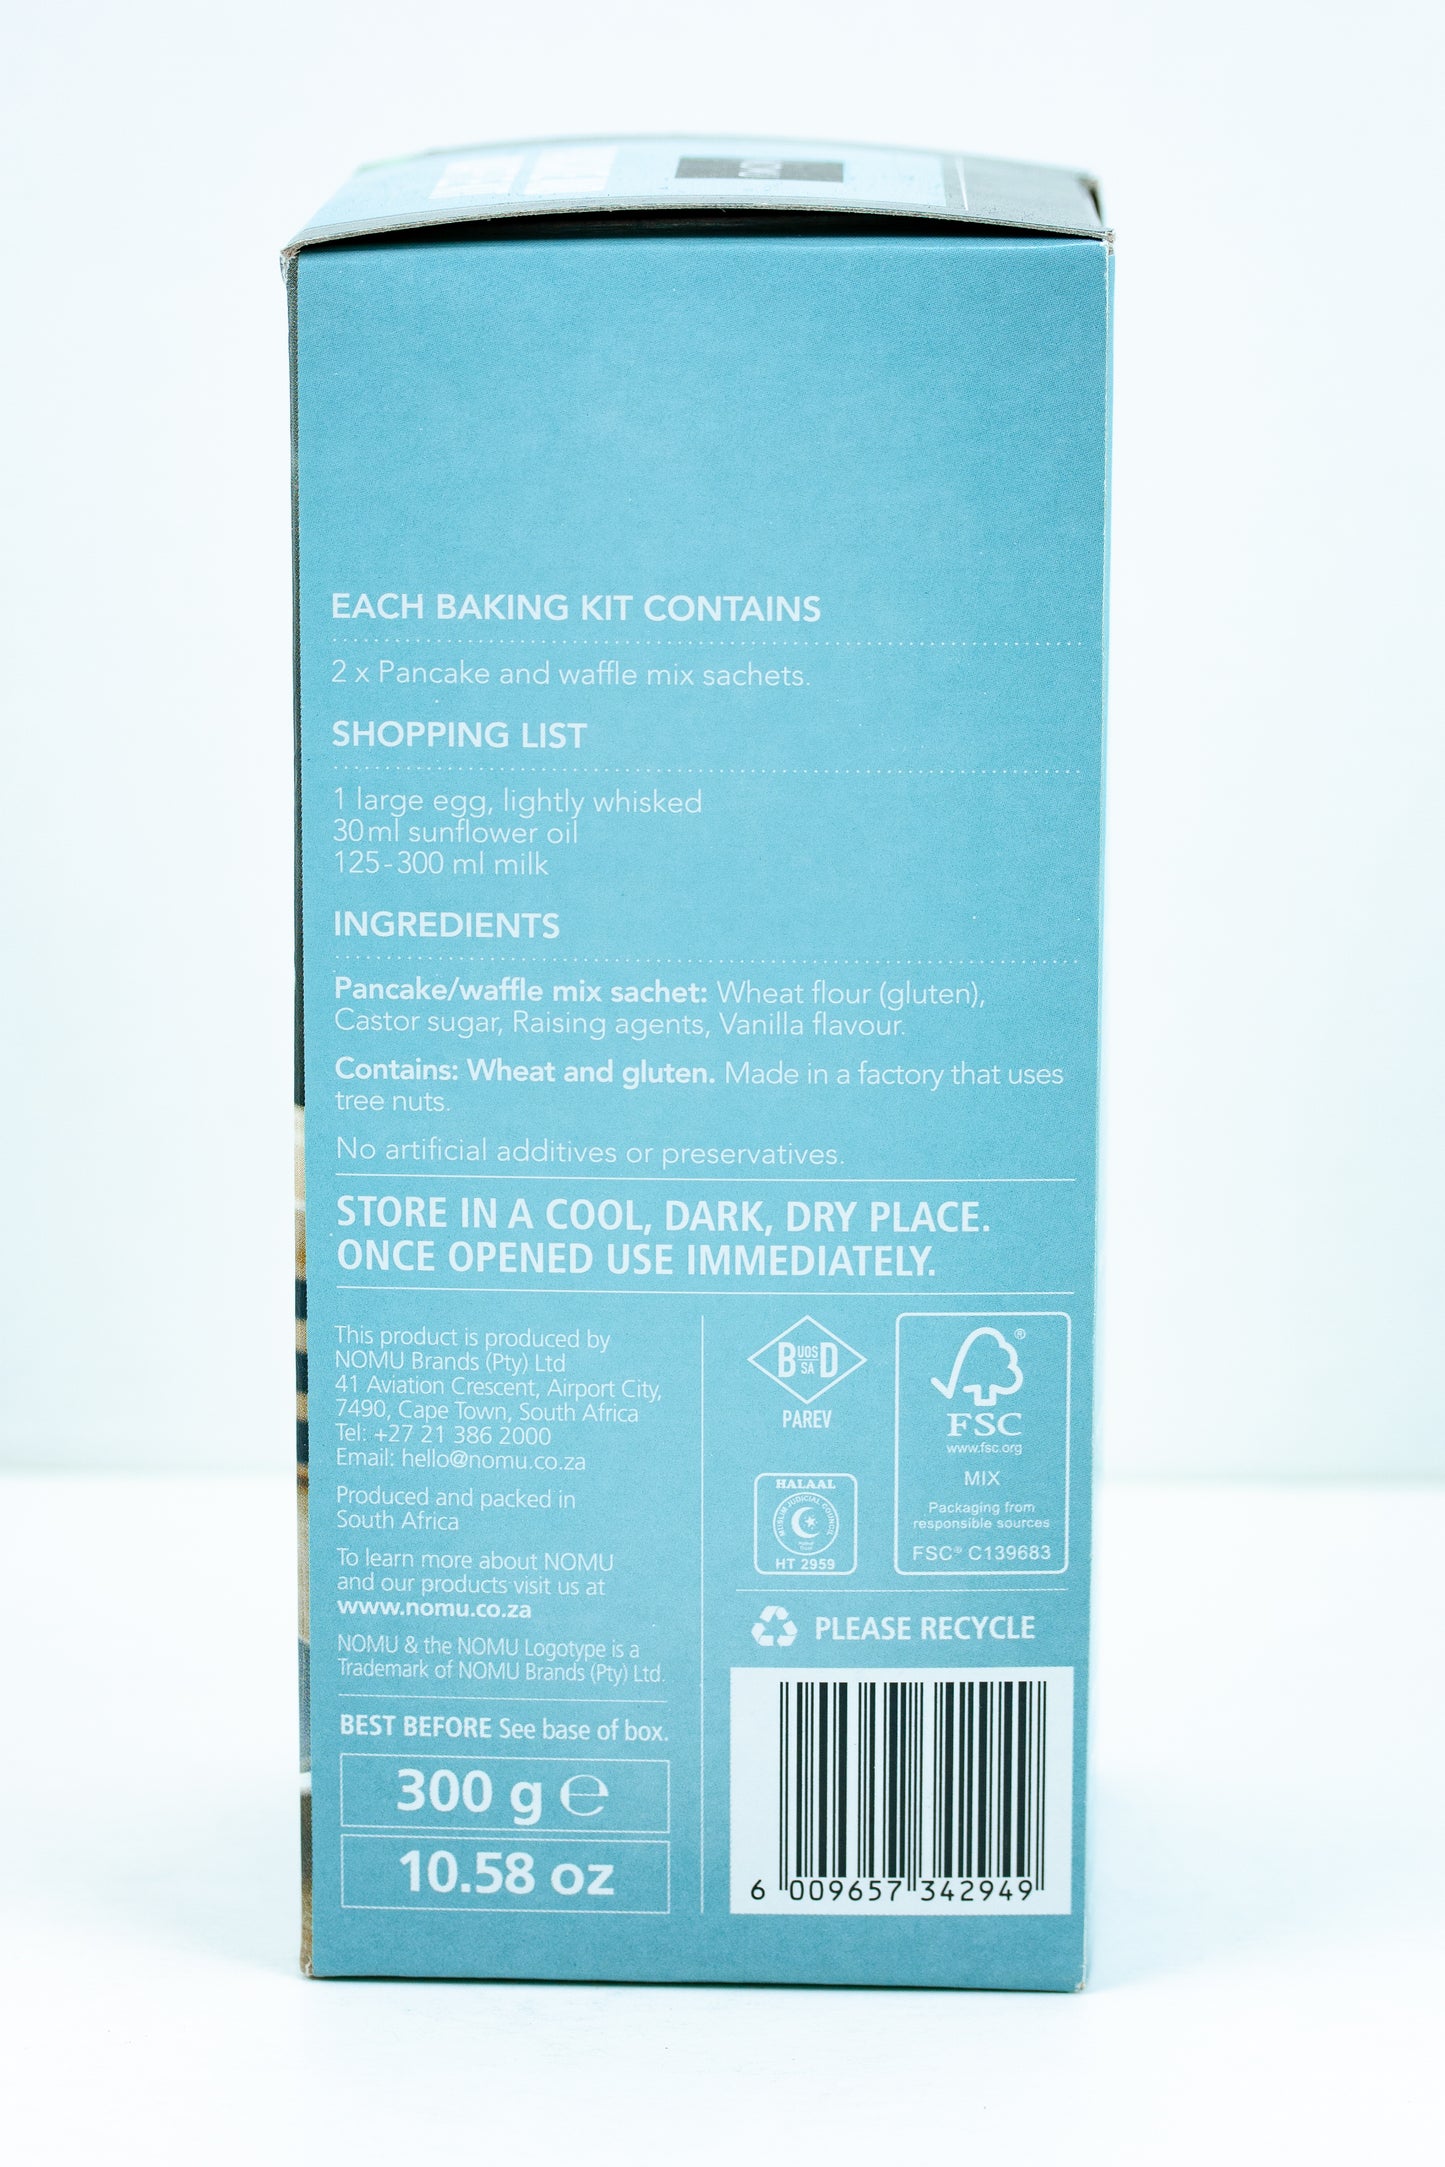 EACH BAKING KIT CONTAINS
2 x Pancake and waffle mix sachets.
SHOPPING LIST
1 large egg, lightly whisked
30ml sunflower oil
125-300 ml milk
INGREDIENTS
Pancake/waffle mix sachet: Wheat flour (gluten),
Castor sugar, Raising agents, Vanilla flavour.
Contains: Wheat and gluten. Made in a factory that uses
tree nuts.
No artificial additives or preservatives.
STORE IN A COOL, DARK, DRY PLACE.
ONCE OPENED USE IMMEDIATELY.
This product is produced by
NOMU Brands (Pty) Ltd
41 Aviation Crescent, Airport City,
7490, Cape Town, South Africa
Tel: +27 21 386 2000
Email: hello@nomu.co.za
Produced and packed in
South Africa
To learn more about NOMU
and our products visit us at
www.nomu.co.za
NOMU & the NOMU Logotype is a
Trademark of NOMU Brands (Pty) Ltd.
BEST BEFORE See base of box.
300 g ℮
10.58 oz
B UOS SA D
PAREV
HALAAL
MUSLIM JUDICIAL COUNCIL
HT 2959
®
FSC
www.fsc.org
MIX
Packaging from
responsible sources
FSC® C139683
PLEASE RECYCLE
6 009657 342949